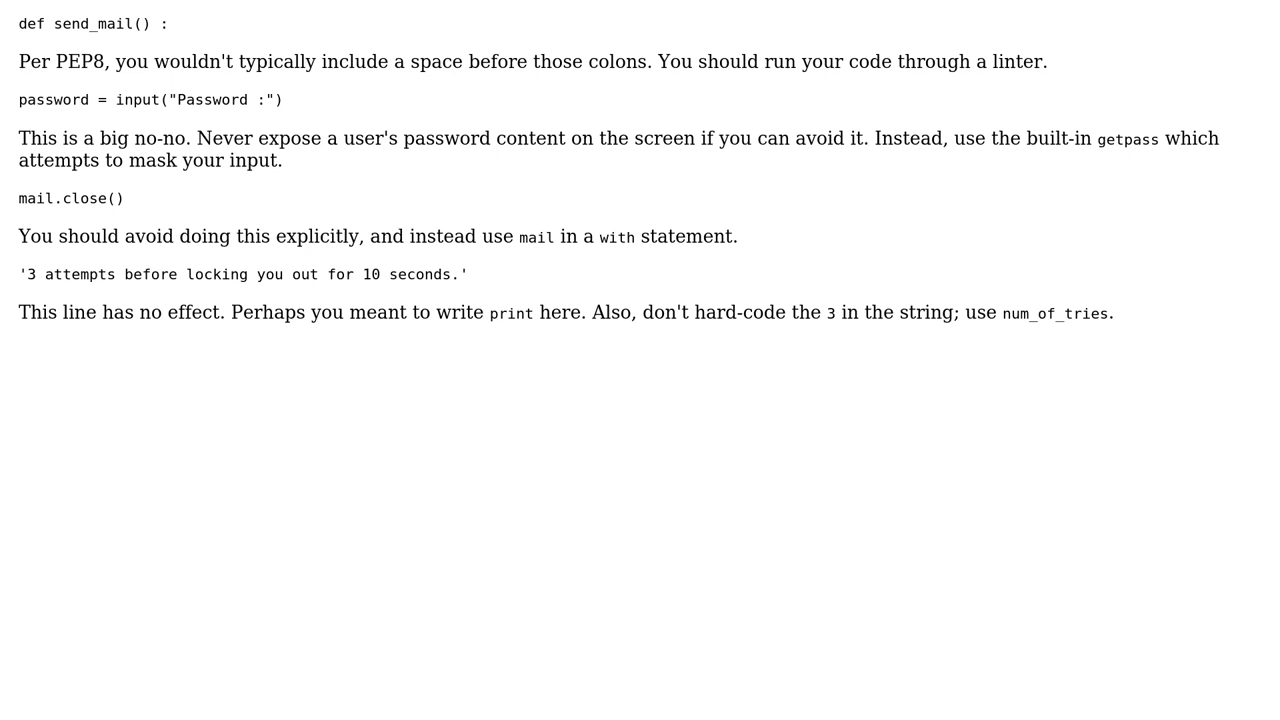 def send_mail() :
Per PEP8, you wouldn't typically include a space before those colons. You should run your code through a linter.
password = input("Password :")
This is a big no-no. Never expose a user's password content on the screen if you can avoid it. Instead, use the built-in getpass which
attempts to mask your input.
mail.close()
You should avoid doing this explicitly, and instead use mail in a with statement.
'3 attempts before locking you out for 10 seconds.'
This line has no effect. Perhaps you meant to write print here. Also, don't hard-code the 3 in the string; use num_of_tries.